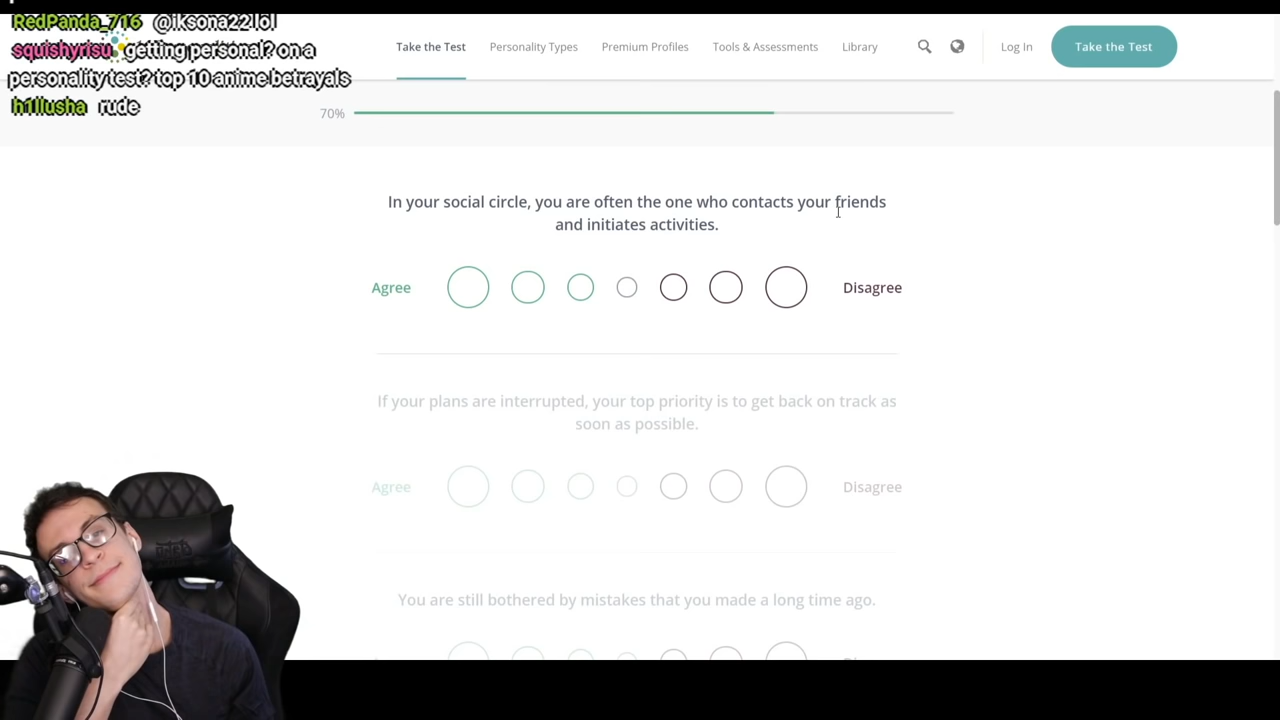 RedPanda_716 @iksona22 lol
squishyrisu getting personal? on a
personality test? top 10 anime betrayals
h1llusha rude
Take the Test Personality Types Premium Profiles Tools & Assessments Library Log In Take the Test
70%
In your social circle, you are often the one who contacts your friends
and initiates activities.
Agree Disagree
If your plans are interrupted, your top priority is to get back on track as
soon as possible.
Agree Disagree
You are still bothered by mistakes that you made a long time ago.